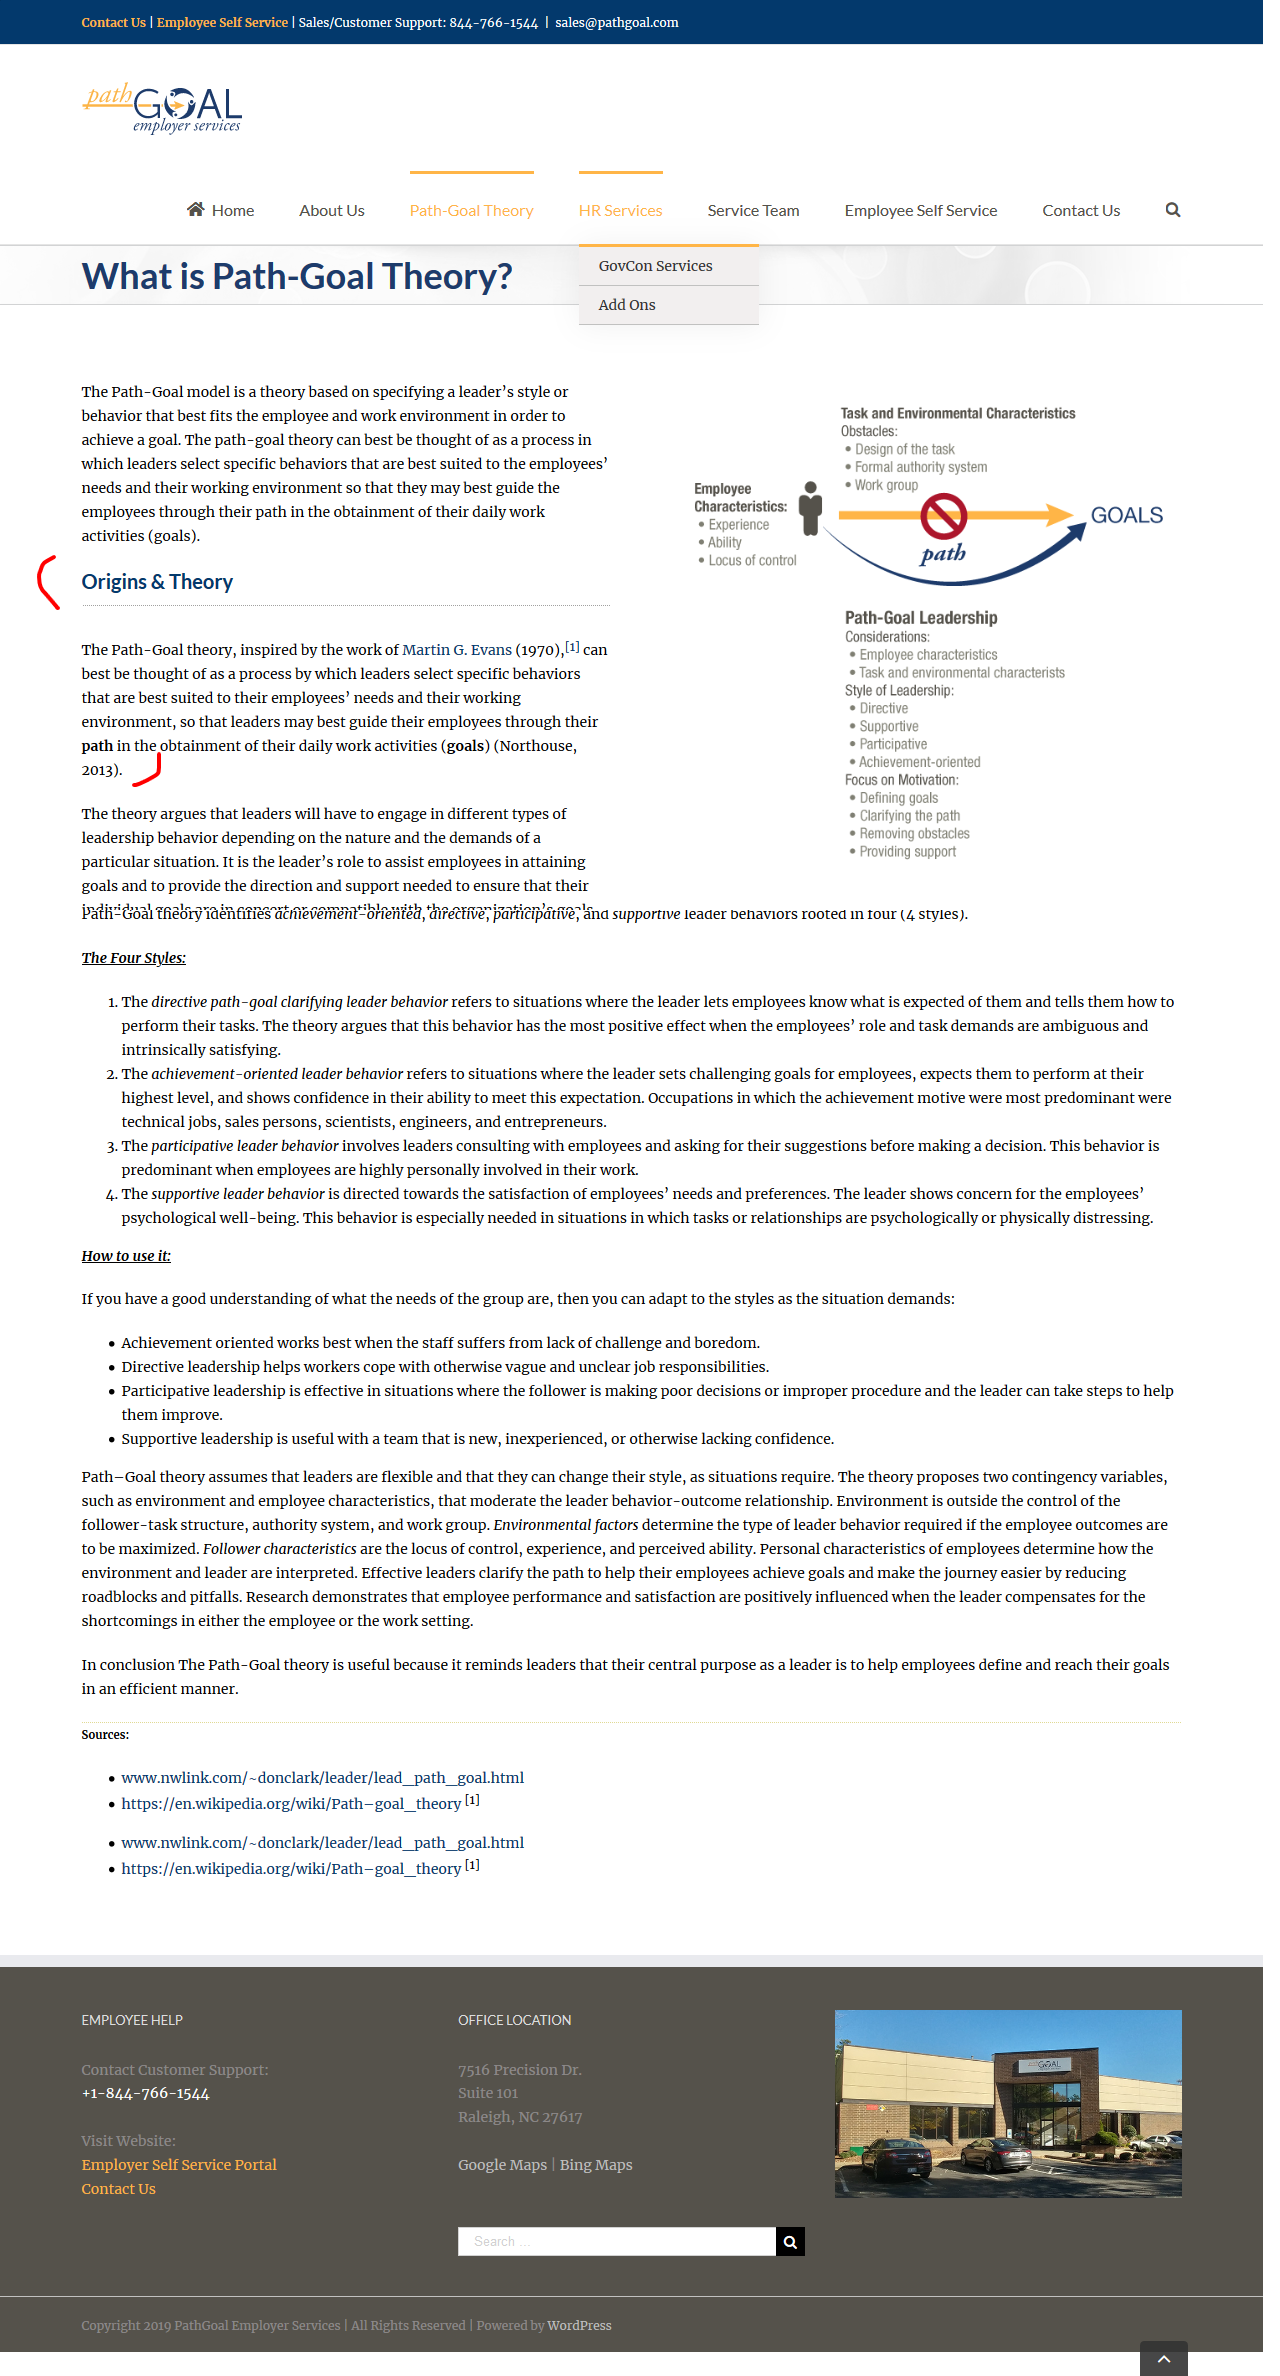 Contact Us | Employee Self Service | Sales/Customer Support: 844-766-1544 | sales@pathgoal.com
path GOAL
employer services
Home About Us Path-Goal Theory HR Services Service Team Employee Self Service Contact Us
What is Path-Goal Theory?
GovCon Services
Add Ons
The Path-Goal model is a theory based on specifying a leader’s style or
behavior that best fits the employee and work environment in order to
achieve a goal. The path-goal theory can best be thought of as a process in
which leaders select specific behaviors that are best suited to the employees’
needs and their working environment so that they may best guide the
employees through their path in the obtainment of their daily work
activities (goals).
Origins & Theory
The Path-Goal theory, inspired by the work of Martin G. Evans (1970),[1] can
best be thought of as a process by which leaders select specific behaviors
that are best suited to their employees’ needs and their working
environment, so that leaders may best guide their employees through their
path in the obtainment of their daily work activities (goals) (Northouse,
2013).
The theory argues that leaders will have to engage in different types of
leadership behavior depending on the nature and the demands of a
particular situation. It is the leader’s role to assist employees in attaining
goals and to provide the direction and support needed to ensure that their
individual goals are in concert or compatible with the organization’s goals.
Task and Environmental Characteristics
Obstacles:
• Design of the task
• Formal authority system
• Work group
Employee
Characteristics:
• Experience
• Ability
• Locus of control
path
GOALS
Path-Goal Leadership
Considerations:
• Employee characteristics
• Task and environmental characterists
Style of Leadership:
• Directive
• Supportive
• Participative
• Achievement-oriented
Focus on Motivation:
• Defining goals
• Clarifying the path
• Removing obstacles
• Providing support
Path-Goal theory identifies achievement-oriented, directive, participative, and supportive leader behaviors rooted in four (4 styles).
The Four Styles:
1. The directive path-goal clarifying leader behavior refers to situations where the leader lets employees know what is expected of them and tells them how to
perform their tasks. The theory argues that this behavior has the most positive effect when the employees’ role and task demands are ambiguous and
intrinsically satisfying.
2. The achievement-oriented leader behavior refers to situations where the leader sets challenging goals for employees, expects them to perform at their
highest level, and shows confidence in their ability to meet this expectation. Occupations in which the achievement motive were most predominant were
technical jobs, sales persons, scientists, engineers, and entrepreneurs.
3. The participative leader behavior involves leaders consulting with employees and asking for their suggestions before making a decision. This behavior is
predominant when employees are highly personally involved in their work.
4. The supportive leader behavior is directed towards the satisfaction of employees’ needs and preferences. The leader shows concern for the employees’
psychological well-being. This behavior is especially needed in situations in which tasks or relationships are psychologically or physically distressing.
How to use it:
If you have a good understanding of what the needs of the group are, then you can adapt to the styles as the situation demands:
• Achievement oriented works best when the staff suffers from lack of challenge and boredom.
• Directive leadership helps workers cope with otherwise vague and unclear job responsibilities.
• Participative leadership is effective in situations where the follower is making poor decisions or improper procedure and the leader can take steps to help
them improve.
• Supportive leadership is useful with a team that is new, inexperienced, or otherwise lacking confidence.
Path–Goal theory assumes that leaders are flexible and that they can change their style, as situations require. The theory proposes two contingency variables,
such as environment and employee characteristics, that moderate the leader behavior-outcome relationship. Environment is outside the control of the
follower-task structure, authority system, and work group. Environmental factors determine the type of leader behavior required if the employee outcomes are
to be maximized. Follower characteristics are the locus of control, experience, and perceived ability. Personal characteristics of employees determine how the
environment and leader are interpreted. Effective leaders clarify the path to help their employees achieve goals and make the journey easier by reducing
roadblocks and pitfalls. Research demonstrates that employee performance and satisfaction are positively influenced when the leader compensates for the
shortcomings in either the employee or the work setting.
In conclusion The Path-Goal theory is useful because it reminds leaders that their central purpose as a leader is to help employees define and reach their goals
in an efficient manner.
Sources:
• www.nwlink.com/~donclark/leader/lead_path_goal.html
• https://en.wikipedia.org/wiki/Path–goal_theory [1]
• www.nwlink.com/~donclark/leader/lead_path_goal.html
• https://en.wikipedia.org/wiki/Path–goal_theory [1]
EMPLOYEE HELP
Contact Customer Support:
+1-844-766-1544
Visit Website:
Employer Self Service Portal
Contact Us
OFFICE LOCATION
7516 Precision Dr.
Suite 101
Raleigh, NC 27617
Google Maps | Bing Maps
Search ...
GOAL
Copyright 2019 PathGoal Employer Services | All Rights Reserved | Powered by WordPress